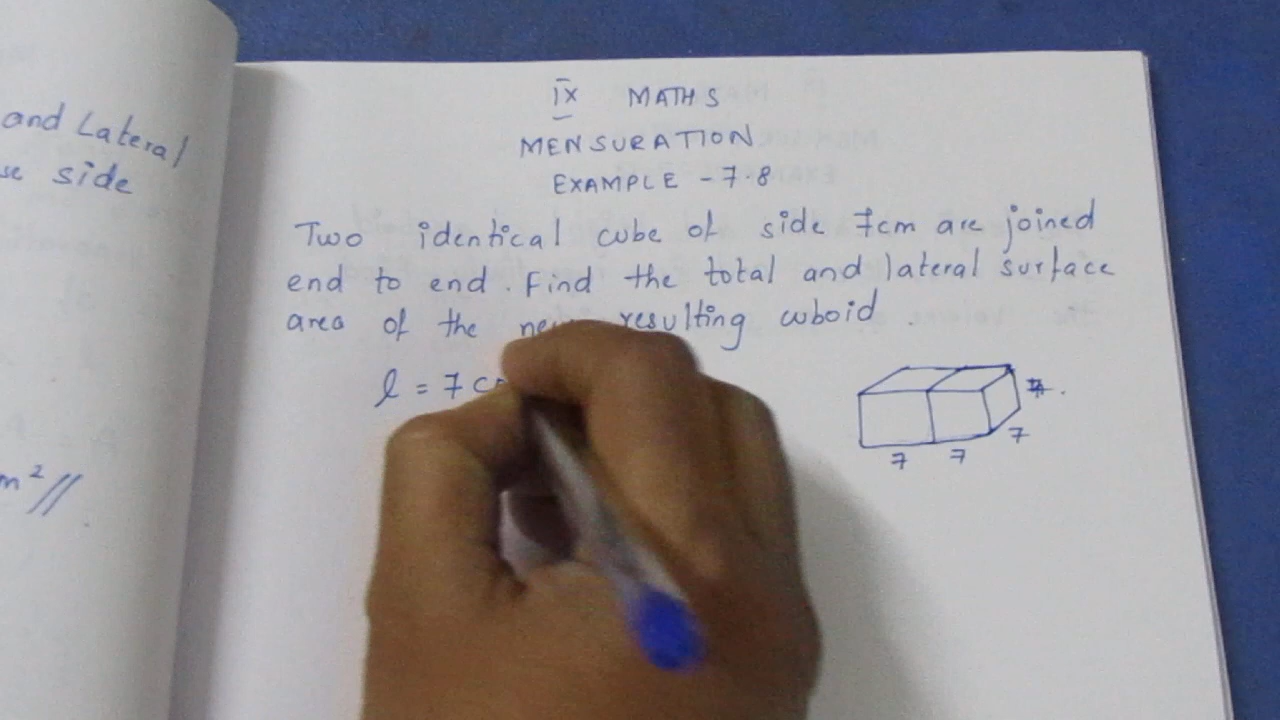 and Lateral
se side
m²//
IX MATHS
MENSURATION
EXAMPLE - 7.8
Two identical cube of side 7cm are joined
end to end. Find the total and lateral surface
area of the resulting cuboid.
l = 7
7
7 7